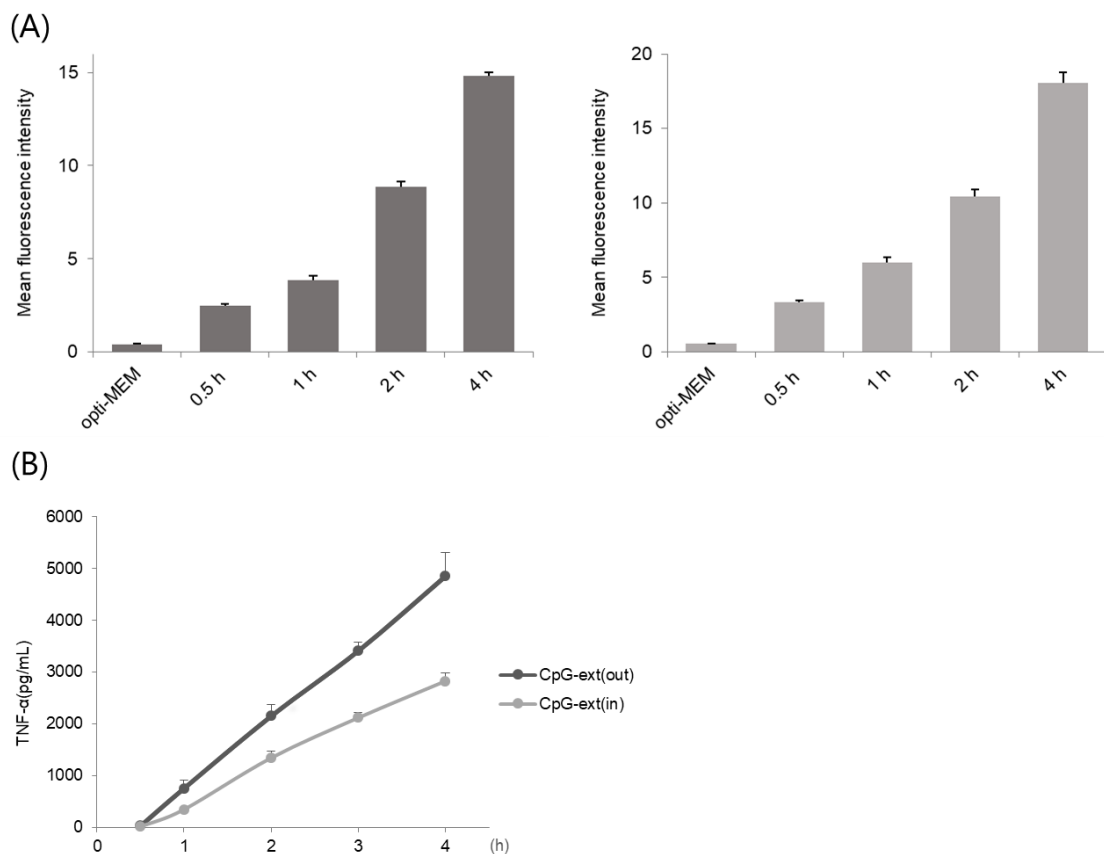 (A)
Mean fluorescence intensity
15
10
5
0
opti-MEM
0.5 h
1 h
2 h
4 h
Mean fluorescence intensity
20
15
10
5
0
opti-MEM
0.5 h
1 h
2 h
4 h
(B)
TNF-α(pg/mL)
6000
5000
4000
3000
2000
1000
0
0 1 2 3 4 (h)
CpG-ext(out)
CpG-ext(in)